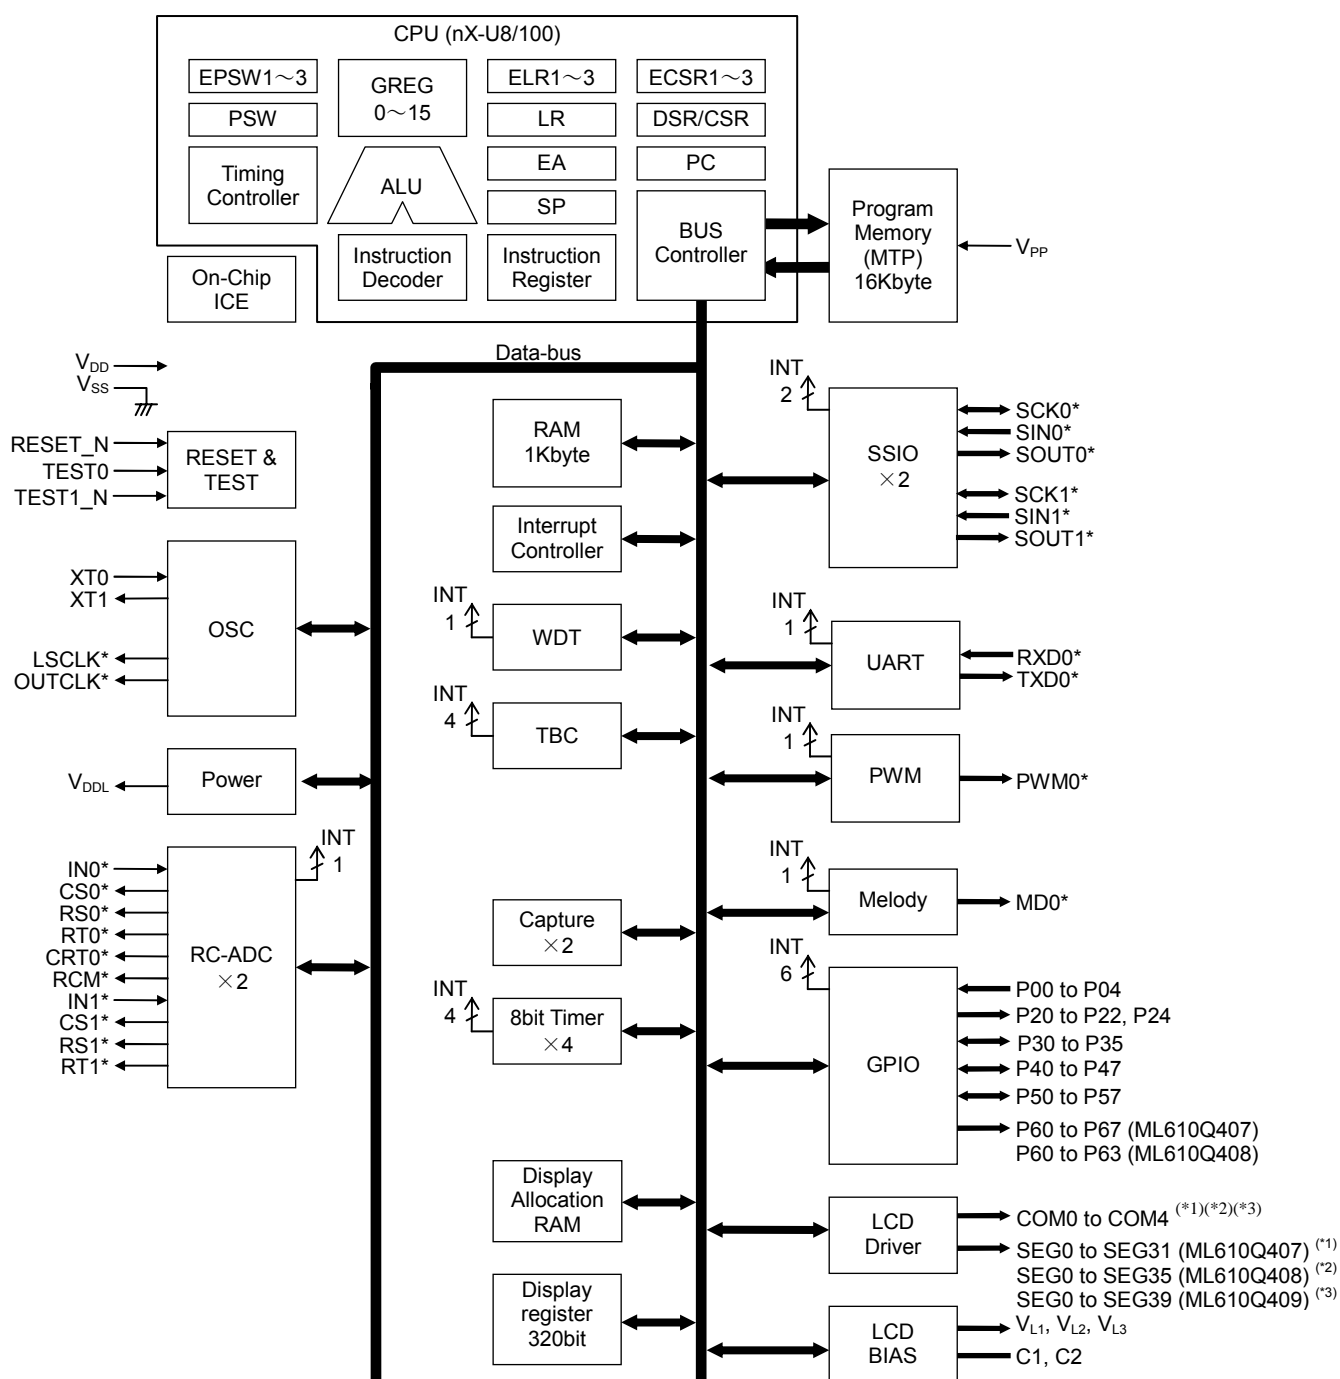 CPU (nX-U8/100)
EPSW1～3
GREG
0～15
ELR1～3
ECSR1～3
PSW
LR
DSR/CSR
Timing
Controller
ALU
EA
PC
SP
BUS
Controller
Program
Memory
(MTP)
16Kbyte
VPP
Instruction
Decoder
Instruction
Register
On-Chip
ICE
Data-bus
VDD
VSS
RESET_N
TEST0
TEST1_N
RESET &
TEST
RAM
1Kbyte
INT
2
SSIO
×2
SCK0*
SIN0*
SOUT0*
SCK1*
SIN1*
SOUT1*
Interrupt
Controller
XT0
XT1
LSCLK*
OUTCLK*
OSC
INT
1
WDT
INT
1
UART
RXD0*
TXD0*
INT
4
TBC
INT
1
PWM
PWM0*
VDDL
Power
INT
1
IN0*
CS0*
RS0*
RT0*
CRT0*
RCM*
IN1*
CS1*
RS1*
RT1*
RC-ADC
×2
Capture
×2
INT
1
Melody
MD0*
INT
4
8bit Timer
×4
INT
6
GPIO
P00 to P04
P20 to P22, P24
P30 to P35
P40 to P47
P50 to P57
P60 to P67 (ML610Q407)
P60 to P63 (ML610Q408)
Display
Allocation
RAM
LCD
Driver
COM0 to COM4 (*1)(*2)(*3)
SEG0 to SEG31 (ML610Q407) (*1)
SEG0 to SEG35 (ML610Q408) (*2)
SEG0 to SEG39 (ML610Q409) (*3)
Display
register
320bit
LCD
BIAS
VL1, VL2, VL3
C1, C2